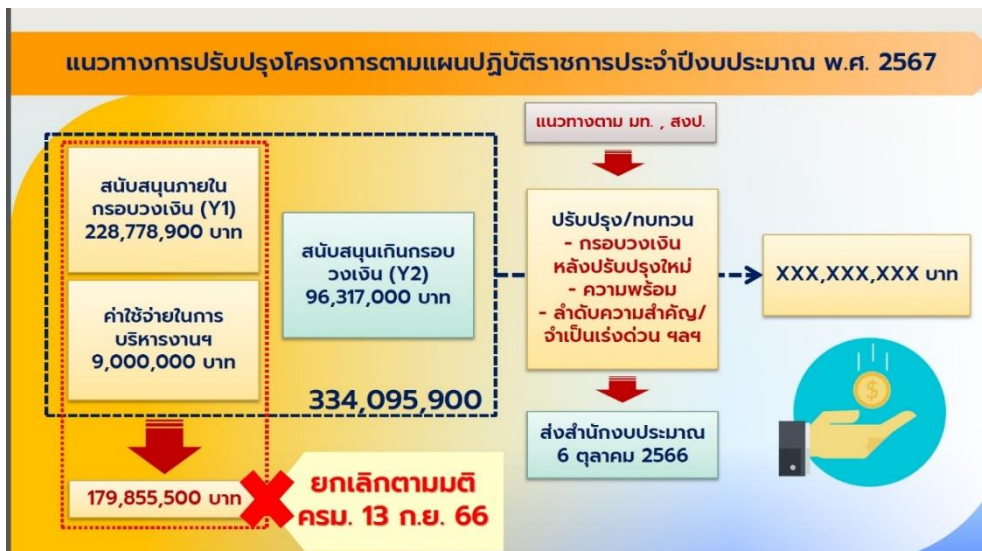 แนวทางการปรับปรุงโครงการตามแผนปฏิบัติราชการประจำปีงบประมาณ พ.ศ. 2567
สนับสนุนภายใน
กรอบวงเงิน (Y1)
228,778,900 บาท
ค่าใช้จ่ายในการ
บริหารงานฯ
9,000,000 บาท
179,855,500 บาท
สนับสนุนเกินกรอบ
วงเงิน (Y2)
96,317,000 บาท
334,095,900
ยกเลิกตามมติ
ครม. 13 ก.ย. 66
แนวทางตาม มท. , สงป.
ปรับปรุง/ทบทวน
- กรอบวงเงิน
หลังปรับปรุงใหม่
- ความพร้อม
- ลำดับความสำคัญ/
จำเป็นเร่งด่วน ฯลฯ
ส่งสำนักงบประมาณ
6 ตุลาคม 2566
XXX,XXX,XXX บาท
$